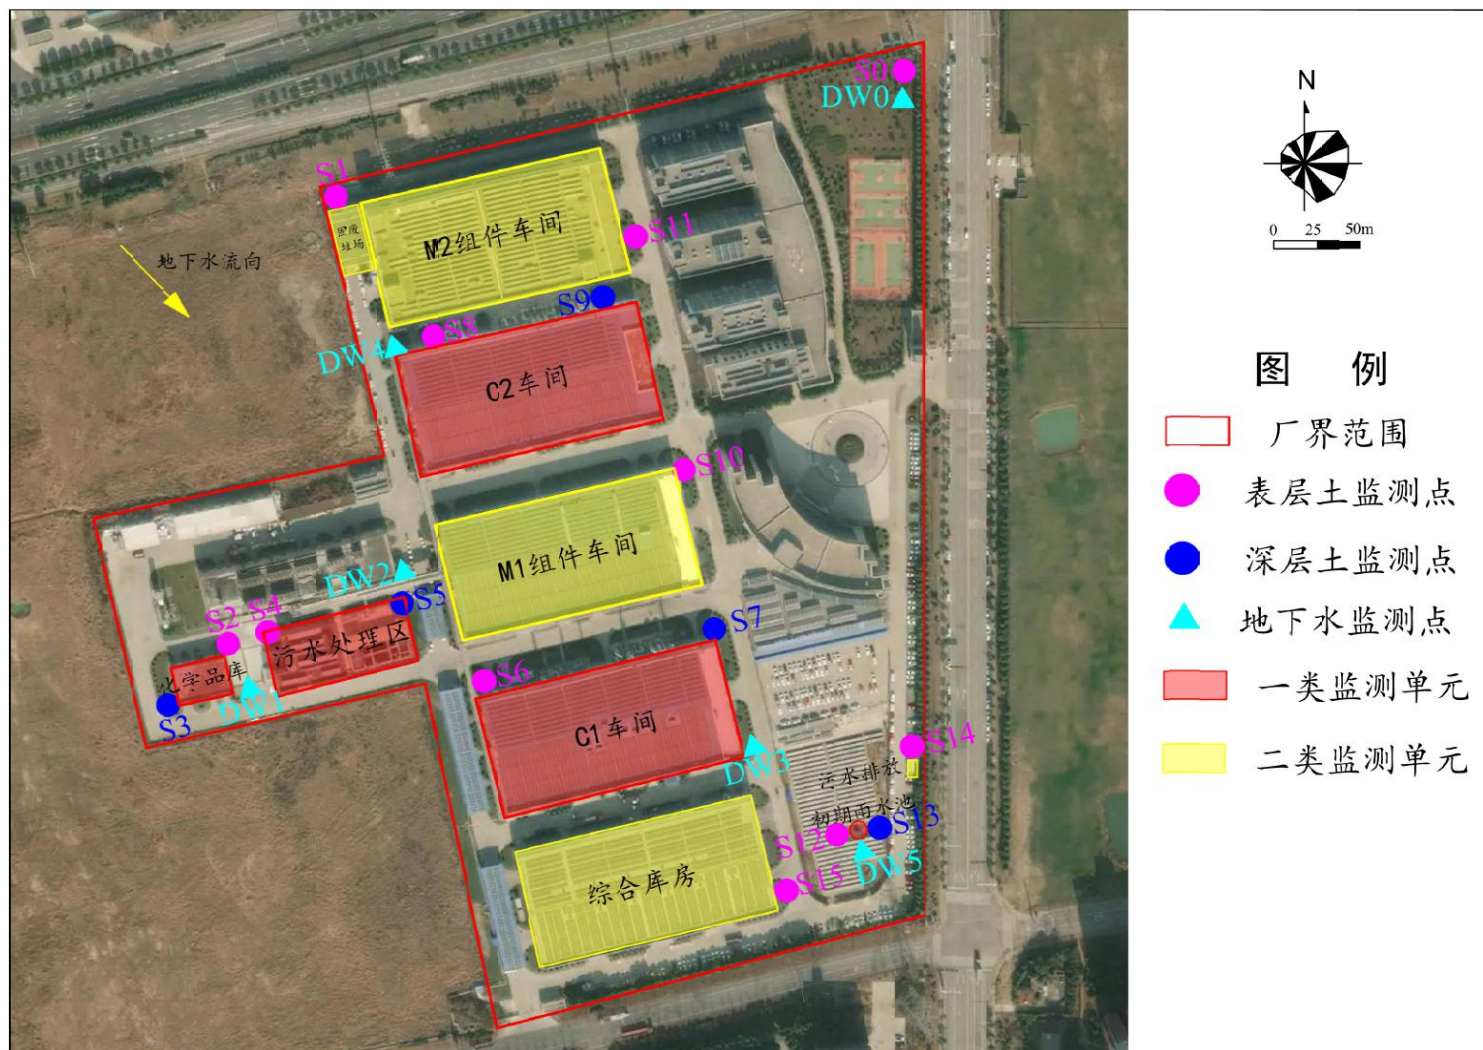 S0
DW0
S1
固废
堆场
M2组件车间
S11
地下水流向
S9
S8
DW4
C2车间
S10
M1组件车间
DW2
S5
S2
S4
污水处理区
S7
化学品库
S6
DW1
S3
C1车间
DW3
S14
污水排放
初期雨水池
S12
S13
DW5
S15
综合库房
N
0 25 50m
图 例
厂界范围
表层土监测点
深层土监测点
地下水监测点
一类监测单元
二类监测单元